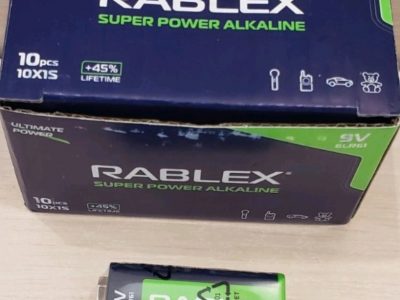 RABLEX
SUPER POWER ALKALINE
10pcs
10X1S
+45%
LIFETIME
ULTIMATE
POWER
9V
6LR61
RABLEX®
SUPER POWER ALKALINE
10pcs
10X1S
+45%
LIFETIME